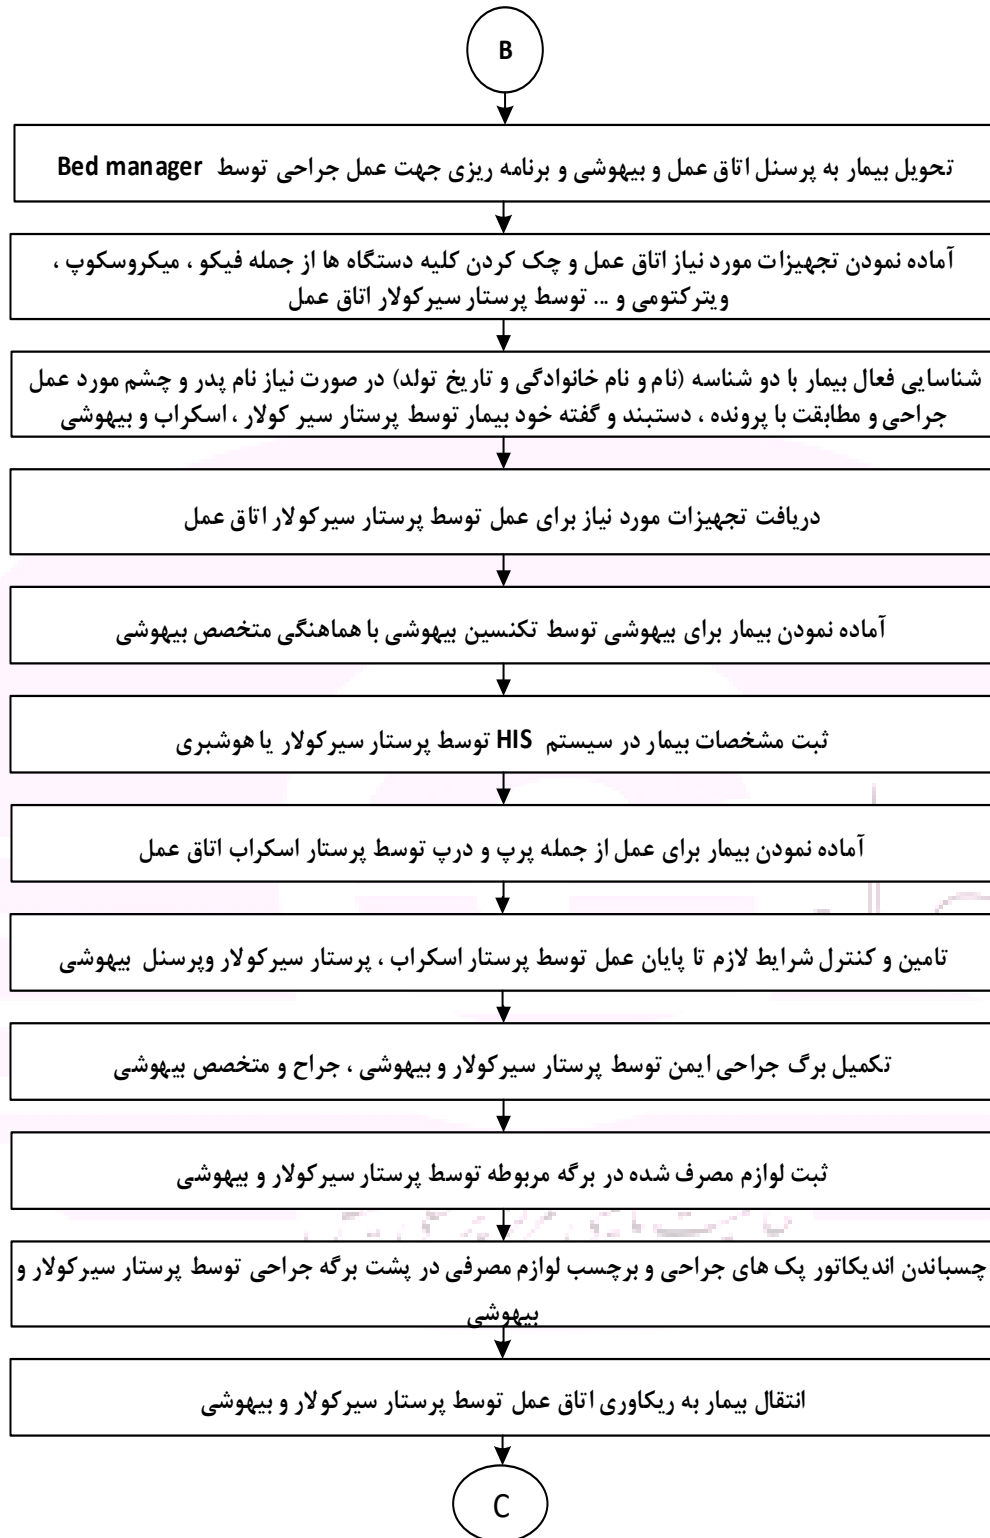 B
تحویل بیمار به پرسنل اتاق عمل و بیهوشی و برنامه ریزی جهت عمل جراحی توسط Bed manager
آماده نمودن تجهیزات مورد نیاز اتاق عمل و چک کردن کلیه دستگاه ها از جمله فیکو ، میکروسکوپ ،
ویترکتومی و ... توسط پرستار سیرکولار اتاق عمل
شناسایی فعال بیمار با دو شناسه (نام و نام خانوادگی و تاریخ تولد) در صورت نیاز نام پدر و چشم مورد عمل
جراحی و مطابقت با پرونده ، دستبند و گفته خود بیمار توسط پرستار سیر کولار ، اسکراب و بیهوشی
دریافت تجهیزات مورد نیاز برای عمل توسط پرستار سیرکولار اتاق عمل
آماده نمودن بیمار برای بیهوشی توسط تکنسین بیهوشی با هماهنگی متخصص بیهوشی
ثبت مشخصات بیمار در سیستم HIS توسط پرستار سیرکولار یا هوشبری
آماده نمودن بیمار برای عمل از جمله پرپ و درپ توسط پرستار اسکراب اتاق عمل
تامین و کنترل شرایط لازم تا پایان عمل توسط پرستار اسکراب ، پرستار سیرکولار وپرسنل بیهوشی
تکمیل برگ جراحی ایمن توسط پرستار سیرکولار و بیهوشی ، جراح و متخصص بیهوشی
ثبت لوازم مصرف شده در برگه مربوطه توسط پرستار سیرکولار و بیهوشی
چسباندن اندیکاتور پک های جراحی و برچسب لوازم مصرفی در پشت برگه جراحی توسط پرستار سیرکولار و
بیهوشی
انتقال بیمار به ریکاوری اتاق عمل توسط پرستار سیرکولار و بیهوشی
C